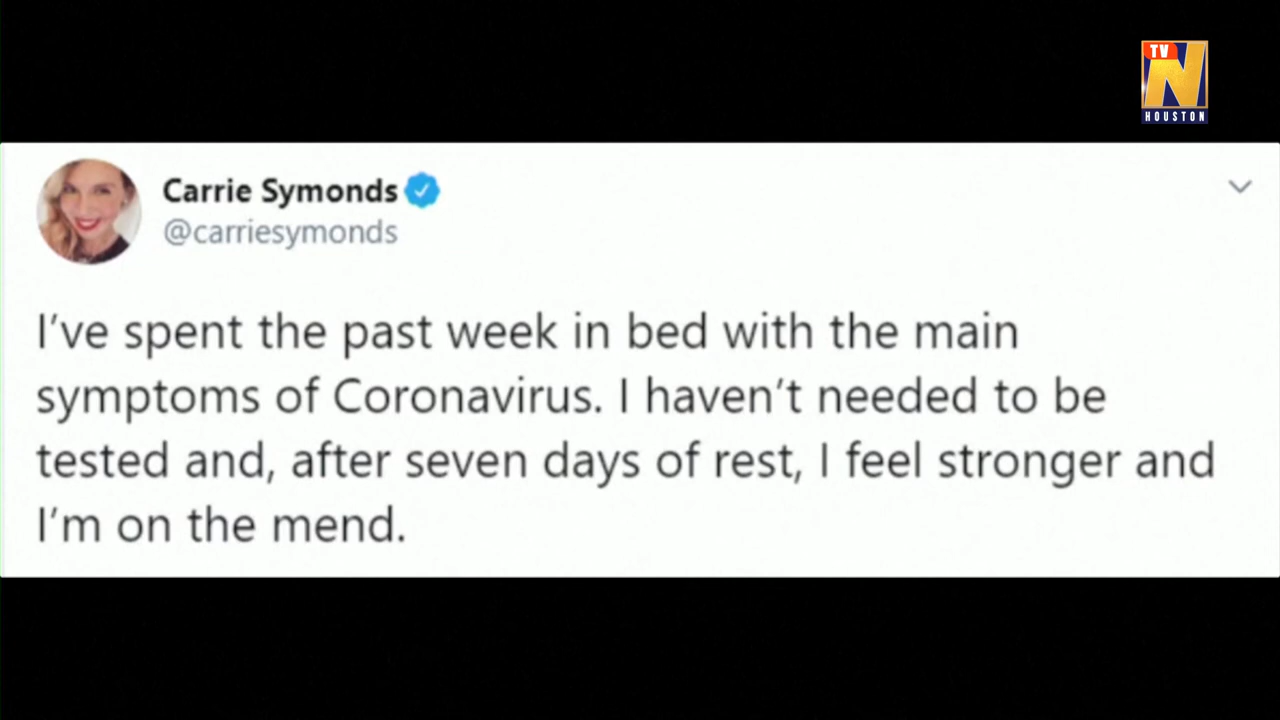 TV
N
HOUSTON
Carrie Symonds
@carriesymonds
I've spent the past week in bed with the main
symptoms of Coronavirus. I haven't needed to be
tested and, after seven days of rest, I feel stronger and
I'm on the mend.